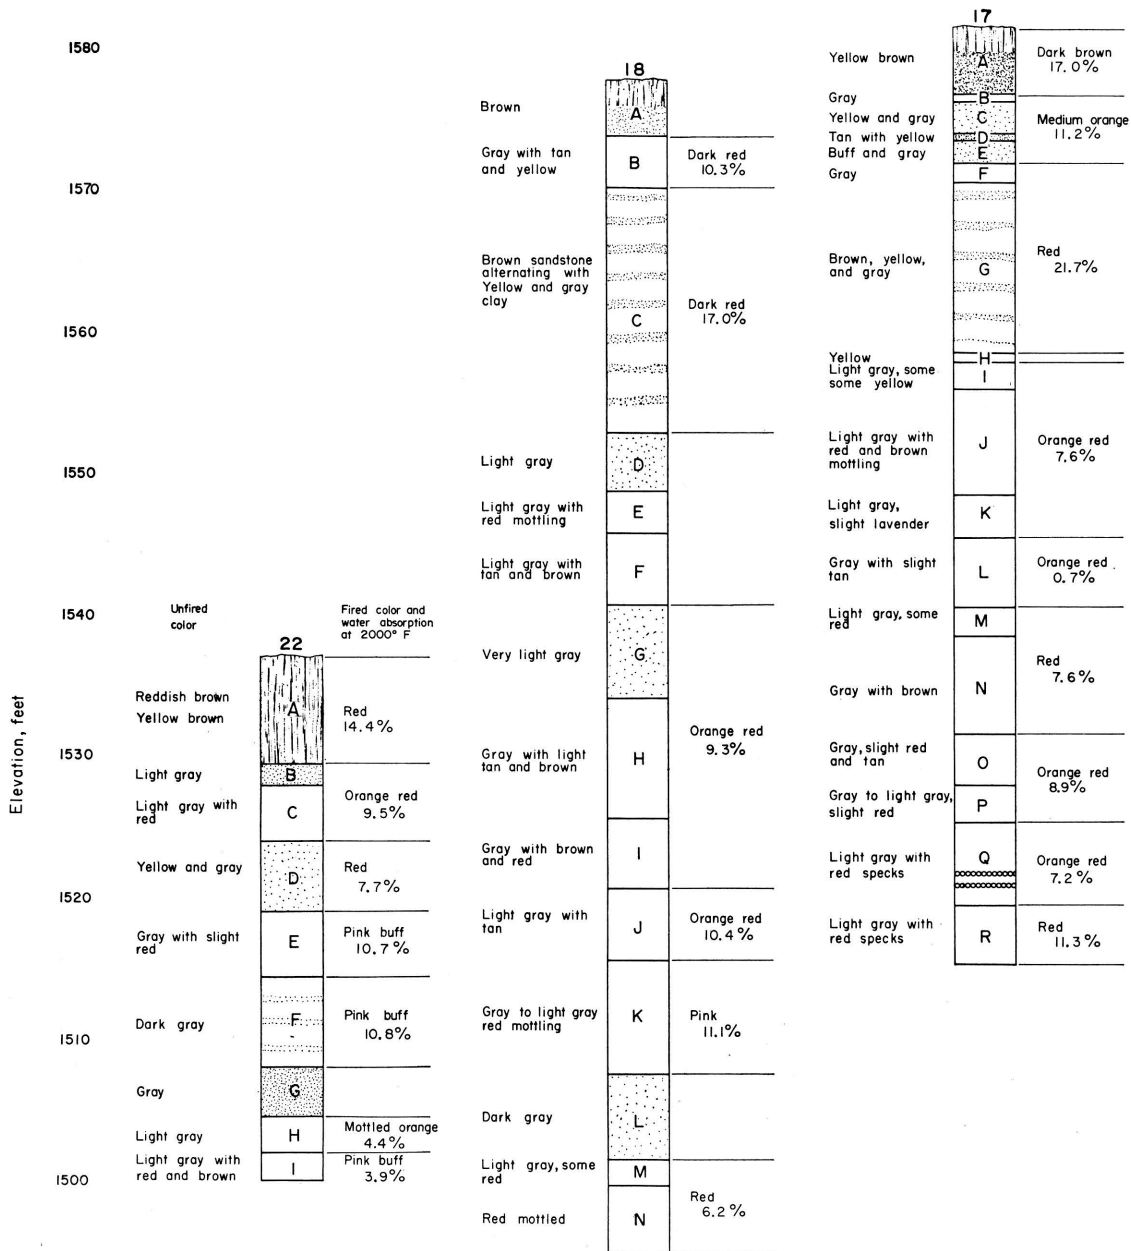 Elevation, feet
1580
1570
1560
1550
1540
1530
1520
1510
1500
Unfired
color
Fired color and
water absorption
at 2000° F
22
Reddish brown
Yellow brown
A
Red
14.4%
Light gray
B
Light gray with
red
C
Orange red
9.5%
Yellow and gray
D
Red
7.7%
Gray with slight
red
E
Pink buff
10.7%
Dark gray
F
Pink buff
10.8%
Gray
G
Light gray
H
Mottled orange
4.4%
Light gray with
red and brown
I
Pink buff
3.9%
18
Brown
A
Gray with tan
and yellow
B
Dark red
10.3%
Brown sandstone
alternating with
Yellow and gray
clay
C
Dark red
17.0%
Light gray
D
Light gray with
red mottling
E
Light gray with
tan and brown
F
Very light gray
G
Gray with light
tan and brown
H
Orange red
9.3%
Gray with brown
and red
I
Light gray with
tan
J
Orange red
10.4%
Gray to light gray
red mottling
K
Pink
11.1%
Dark gray
L
Light gray, some
red
M
Red mottled
N
Red
6.2%
17
Yellow brown
A
Dark brown
17.0%
Gray
B
Yellow and gray
C
Medium orange
11.2%
Tan with yellow
D
Buff and gray
E
Gray
F
Brown, yellow,
and gray
G
Red
21.7%
Yellow
H
Light gray, some
some yellow
I
Light gray with
red and brown
mottling
J
Orange red
7.6%
Light gray,
slight lavender
K
Gray with slight
tan
L
Orange red
0.7%
Light gray, some
red
M
Gray with brown
N
Red
7.6%
Gray, slight red
and tan
O
Orange red
8.9%
Gray to light gray,
slight red
P
Light gray with
red specks
Q
Orange red
7.2%
Light gray with
red specks
R
Red
11.3%